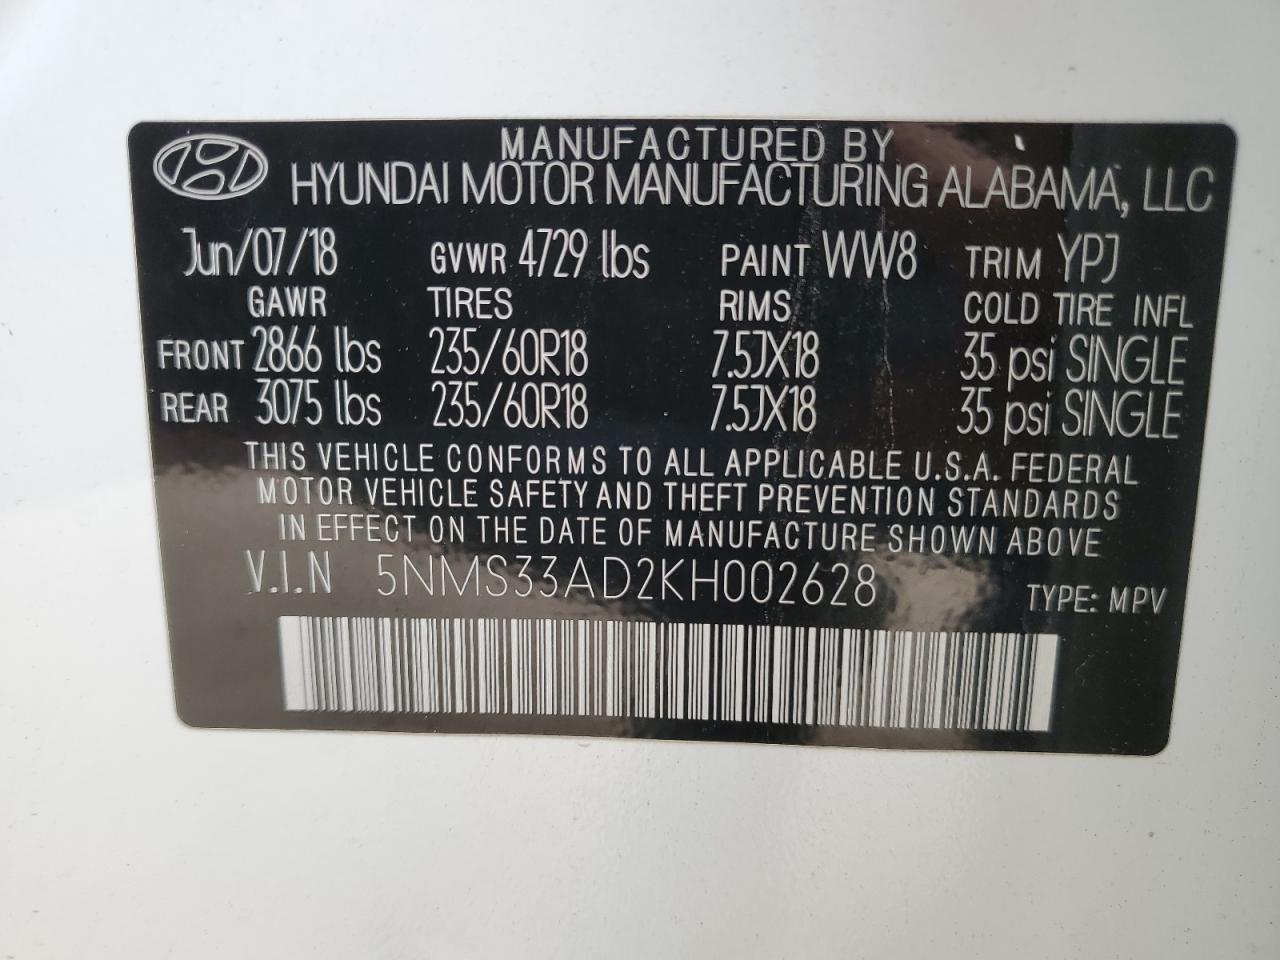 MANUFACTURED BY
HYUNDAI MOTOR MANUFACTURING ALABAMA, LLC
Jun/07/18 GVWR 4729 lbs PAINT WW8 TRIM YPJ
GAWR TIRES RIMS COLD TIRE INFL
FRONT 2866 lbs 235/60R18 7.5JX18 35 psi SINGLE
REAR 3075 lbs 235/60R18 7.5JX18 35 psi SINGLE
THIS VEHICLE CONFORMS TO ALL APPLICABLE U.S.A. FEDERAL
MOTOR VEHICLE SAFETY AND THEFT PREVENTION STANDARDS
IN EFFECT ON THE DATE OF MANUFACTURE SHOWN ABOVE
V.I.N 5NMS33AD2KH002628 TYPE: MPV